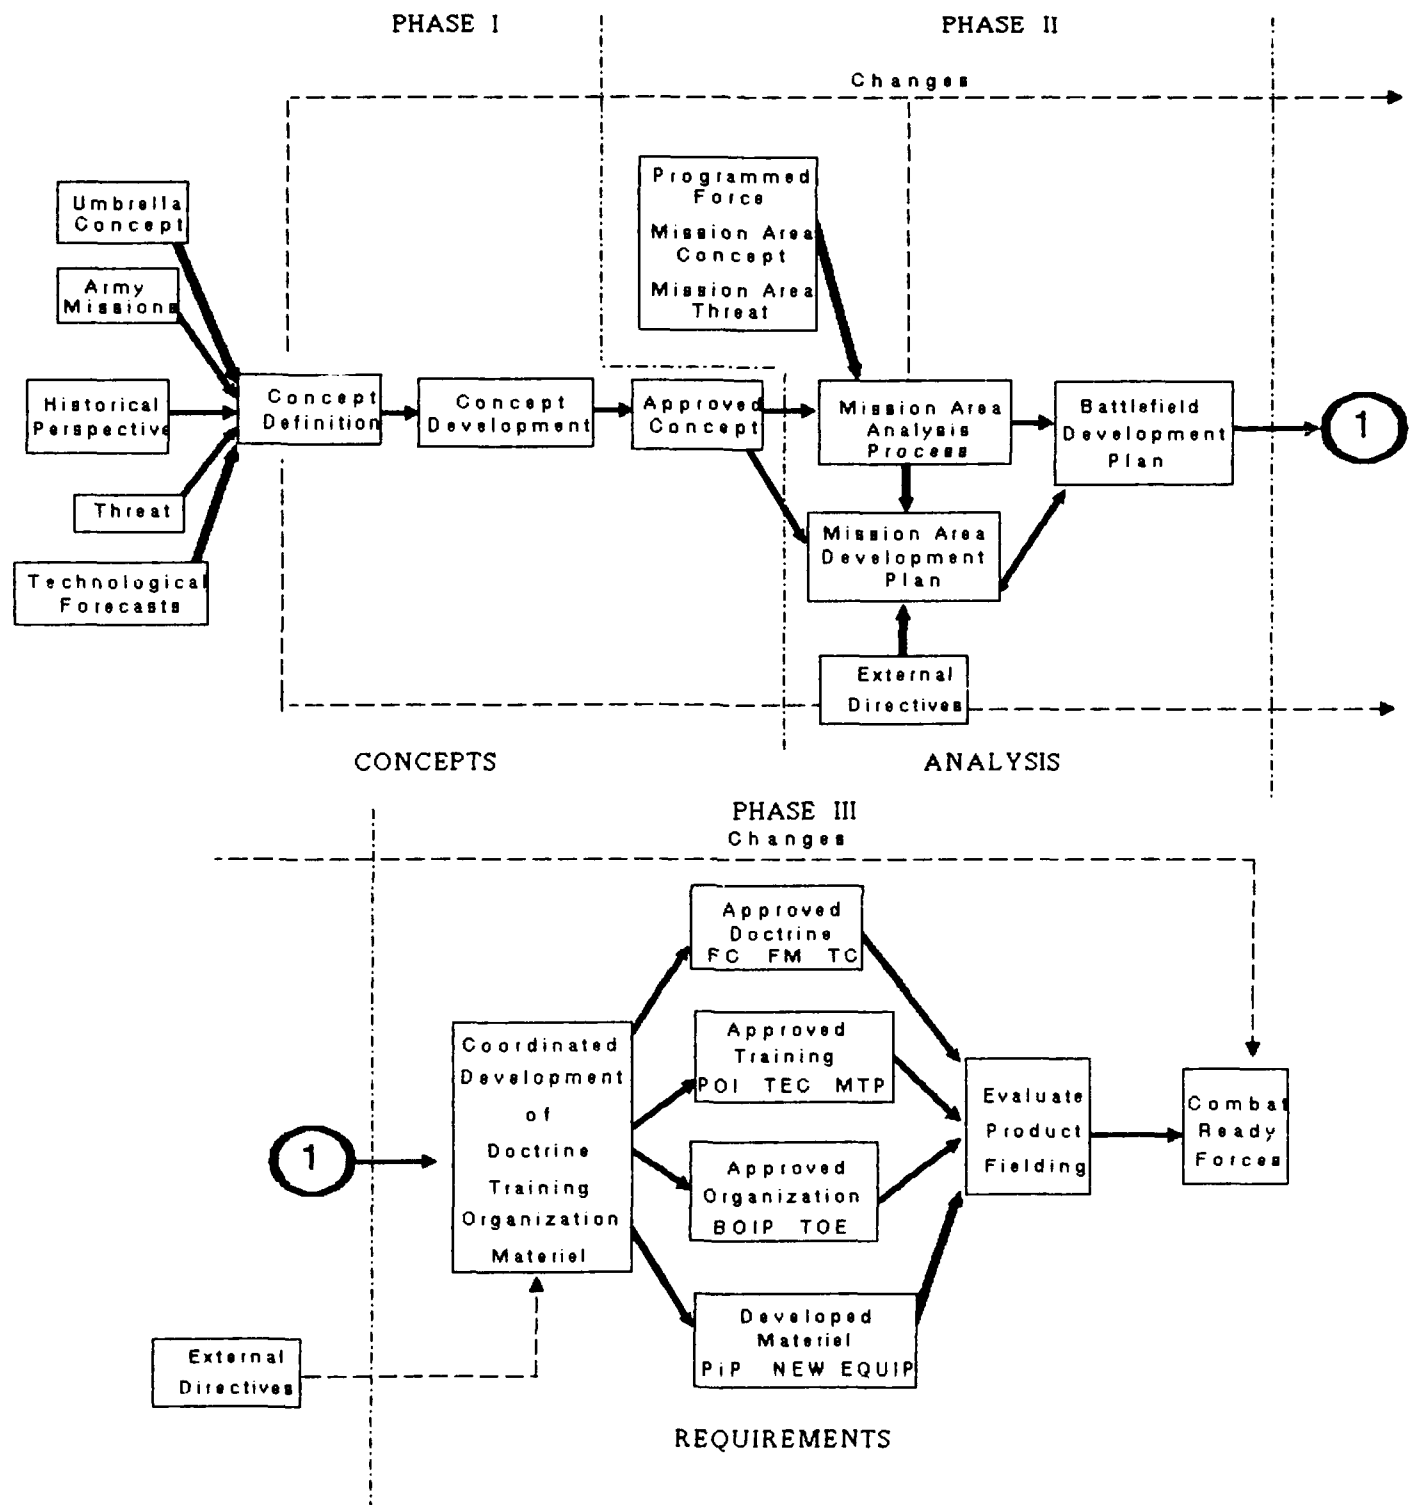 PHASE I
PHASE II
Changes
Umbrella
Concept
Army
Missions
Historical
Perspective
Threat
Technological
Forecasts
Concept
Definition
Concept
Development
Approved
Concept
Programmed
Force
Mission Area
Concept
Mission Area
Threat
Mission Area
Analysis
Process
Battlefield
Development
Plan
1
Mission Area
Development
Plan
External
Directives
CONCEPTS
ANALYSIS
PHASE III
Changes
1
Coordinated
Development
of
Doctrine
Training
Organization
Materiel
External
Directives
Approved
Doctrine
FC FM TC
Approved
Training
POI TEC MTP
Approved
Organization
BOIP TOE
Developed
Materiel
PiP NEW EQUIP
Evaluate
Product
Fielding
Combat
Ready
Forces
REQUIREMENTS